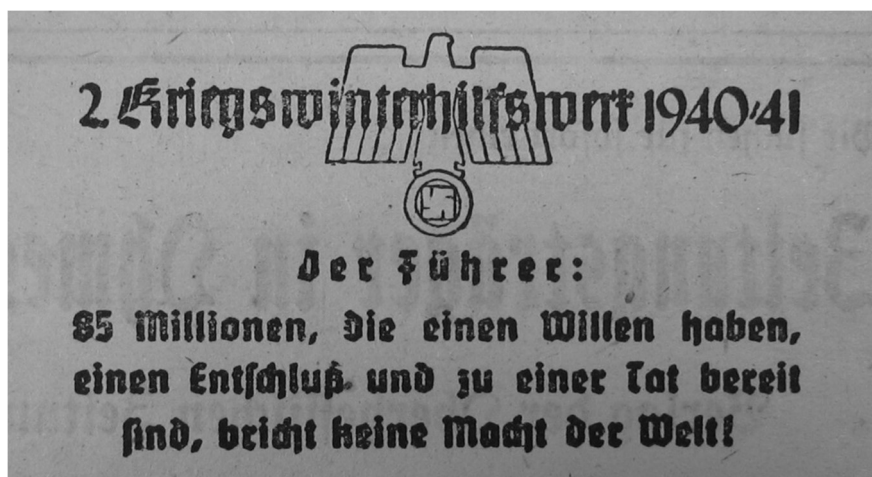 2. Kriegswinterhilfswerk 1940/41
Der Führer:
85 Millionen, die einen Willen haben,
einen Entschluß und zu einer Tat bereit
sind, bricht keine Macht der Welt!